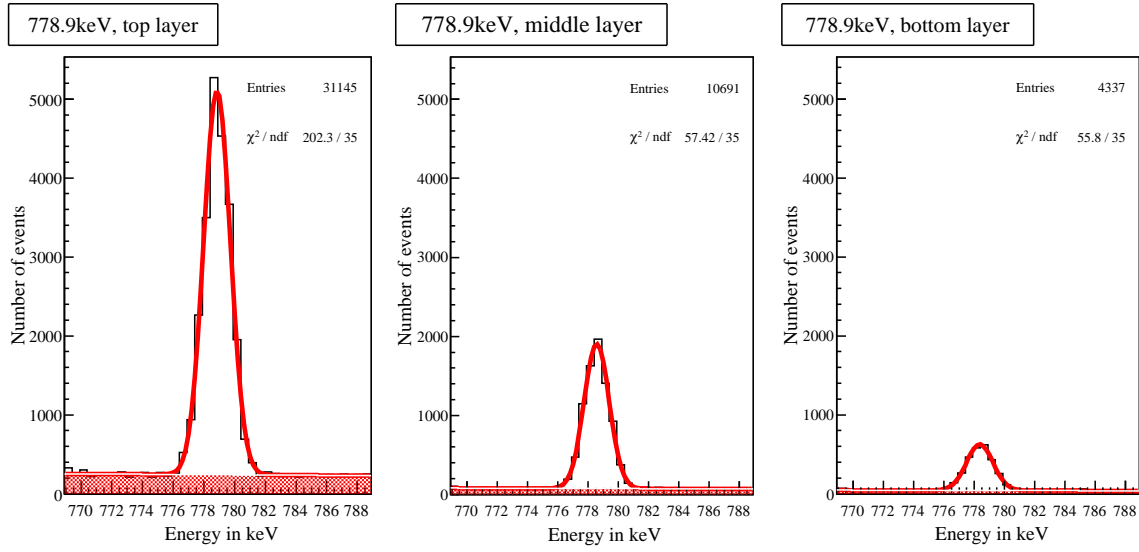 778.9keV, top layer
Number of events
5000
4000
3000
2000
1000
0
Entries 31145
χ² / ndf 202.3 / 35
770 772 774 776 778 780 782 784 786 788
Energy in keV
778.9keV, middle layer
Number of events
5000
4000
3000
2000
1000
0
Entries 10691
χ² / ndf 57.42 / 35
770 772 774 776 778 780 782 784 786 788
Energy in keV
778.9keV, bottom layer
Number of events
5000
4000
3000
2000
1000
0
Entries 4337
χ² / ndf 55.8 / 35
770 772 774 776 778 780 782 784 786 788
Energy in keV